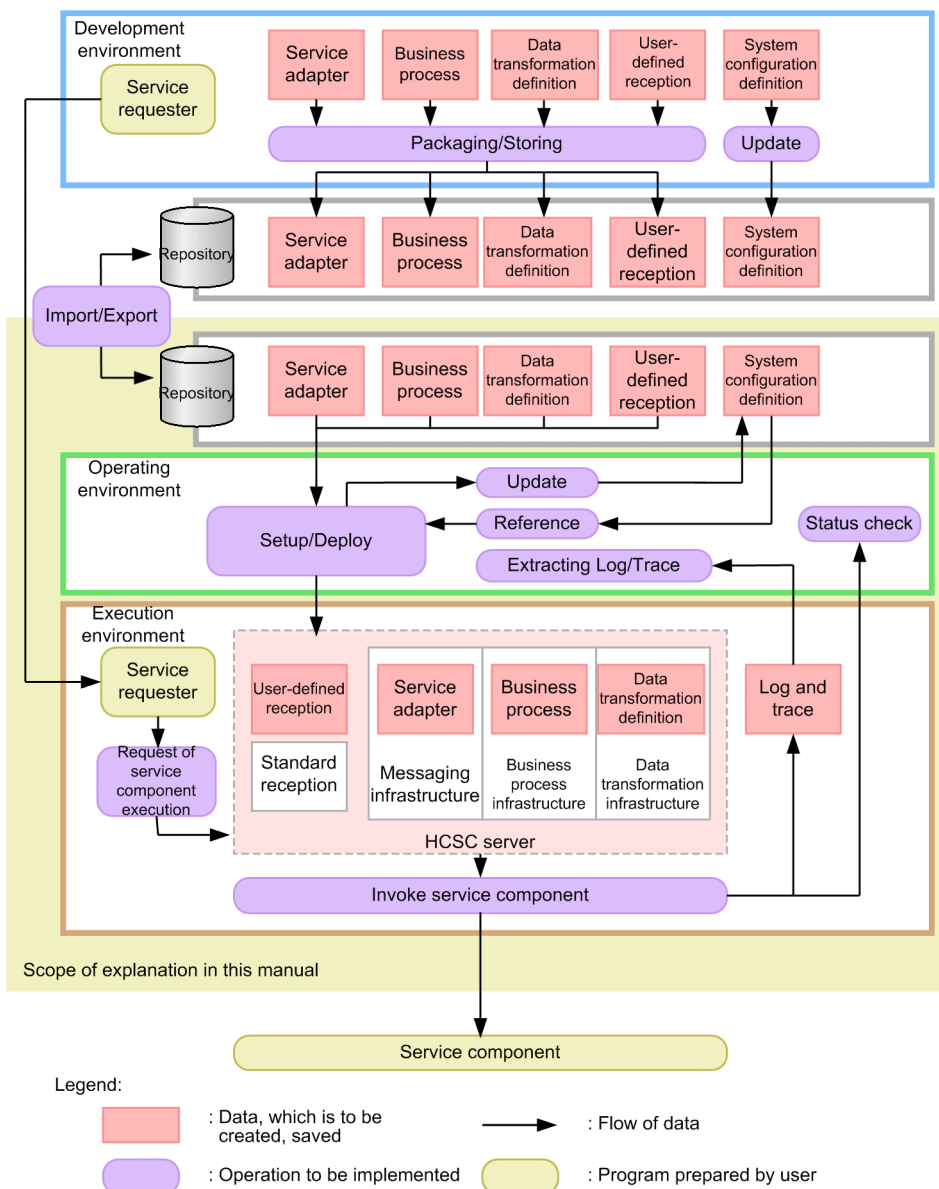 Development
environment
Service
requester
Service
adapter
Business
process
Data
transformation
definition
User-
defined
reception
System
configuration
definition
Packaging/Storing
Update
Repository
Service
adapter
Business
process
Data
transformation
definition
User-
defined
reception
System
configuration
definition
Import/Export
Repository
Service
adapter
Business
process
Data
transformation
definition
User-
defined
reception
System
configuration
definition
Operating
environment
Update
Setup/Deploy
Reference
Status check
Extracting Log/Trace
Execution
environment
Service
requester
Request of
service
component
execution
User-defined
reception
Standard
reception
Service
adapter
Messaging
infrastructure
Business
process
Business
process
infrastructure
Data
transformation
definition
Data
transformation
infrastructure
Log and
trace
HCSC server
Invoke service component
Scope of explanation in this manual
Service component
Legend:
: Data, which is to be
created, saved
: Flow of data
: Operation to be implemented
: Program prepared by user